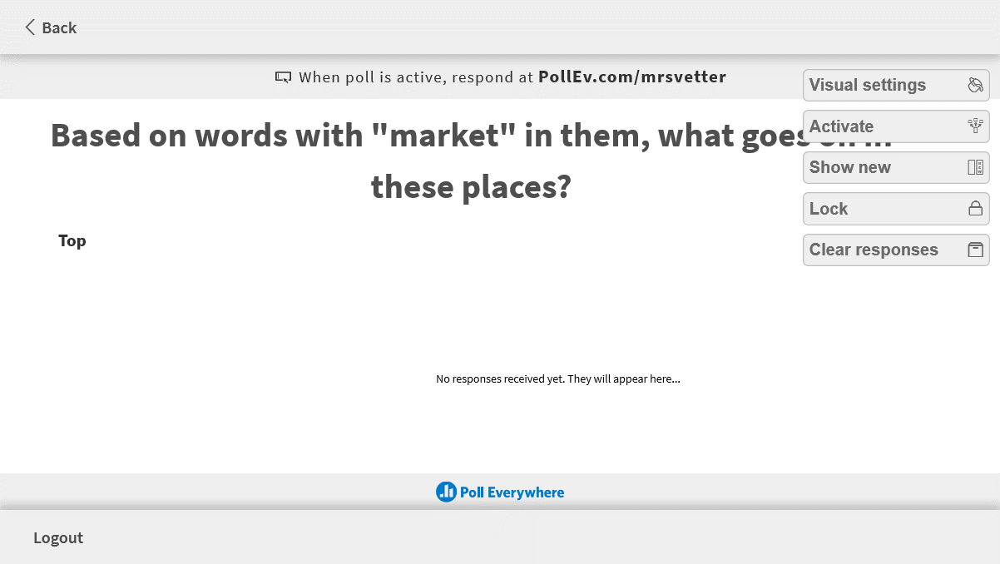 Back
When poll is active, respond at PollEv.com/mrsvetter
Visual settings
Based on words with "market" in them, what goes on in
Activate
Show new
these places?
Lock
Top
Clear responses
No responses received yet. They will appear here...
Poll Everywhere
Logout